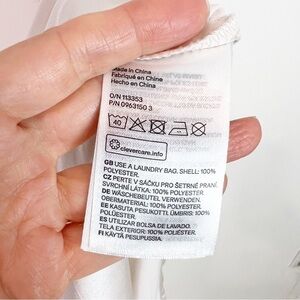 Made in China
Fabriqué en Chine
Hecho en China
O/N 113353
P/N 0963150 3
40
clevercare.info
GB USE A LAUNDRY BAG, SHELL: 100%
POLYESTER.
CZ PERTE V SÁČKU PRO ŠETRNÉ PRANÍ,
SVRCHNÍ LÁTKA: 100% POLYESTER.
DE WÄSCHEBEUTEL VERWENDEN,
OBERMATERIAL: 100% POLYESTER
EE KASUTA PESUKOTTI. ÜMBRIS: 100%
POLÜESTER.
ES UTILIZAR BOLSA DE LAVADO.
TELA EXTERIOR: 100% POLIÉSTER.
FI KÄYTÄ PESUPUSSIA.